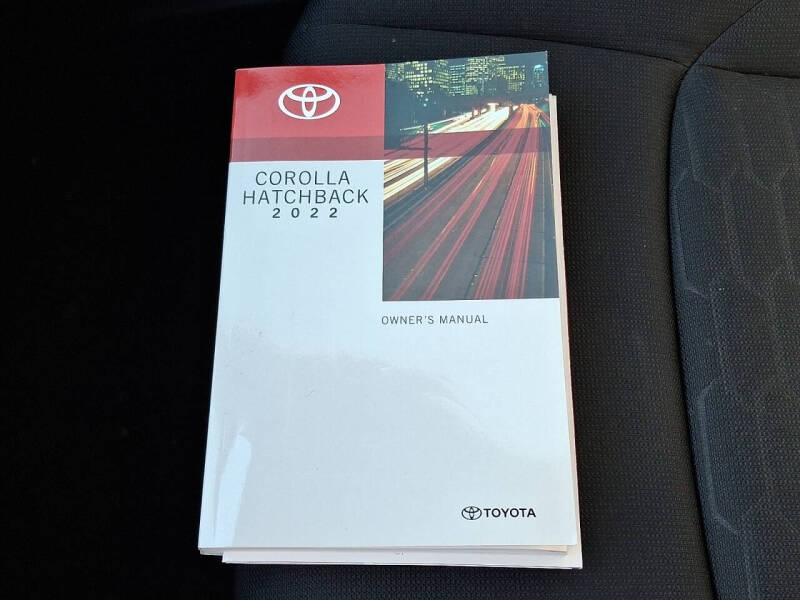 COROLLA
HATCHBACK
2022
OWNER'S MANUAL
TOYOTA